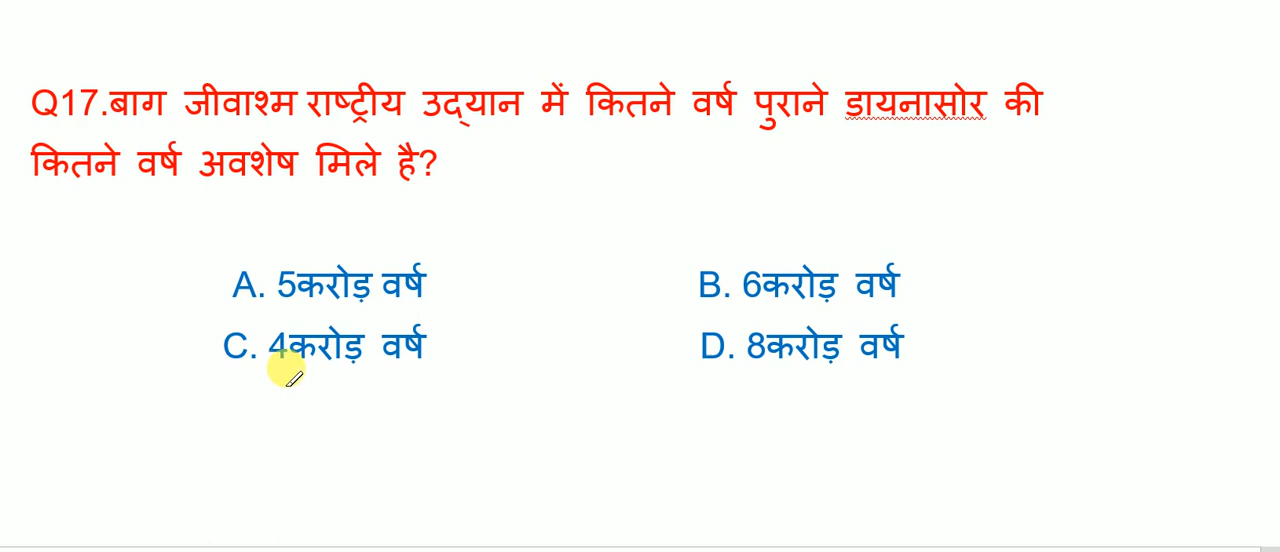 Q17.बाग जीवाश्म राष्ट्रीय उद्यान में कितने वर्ष पुराने डायनासोर की
कितने वर्ष अवशेष मिले है?
A. 5करोड़ वर्ष B. 6करोड़ वर्ष
C. 4करोड़ वर्ष D. 8करोड़ वर्ष